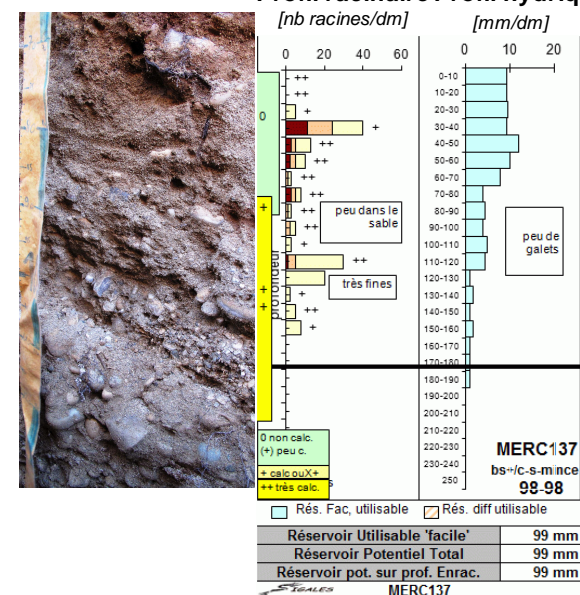 [nb racines/dm] [mm/dm]
0 20 40 60
0 10 20
++
++
+
+
++
++
++
++
++
++
+
++
+
++
+
0
+
+
+
profondeur
peu dans le
sable
très fines
0-10
10-20
20-30
30-40
40-50
50-60
60-70
70-80
80-90
90-100
100-110
110-120
120-130
130-140
140-150
150-160
160-170
170-180
180-190
190-200
200-210
210-220
220-230
230-240
250
peu de
galets
0 non calc.
(+) peu c.
+ calc ouX+
++ très calc.
MERC137
bs+/c-s-mince
98-98
Rés. Fac, utilisable Rés. diff utilisable
Réservoir Utilisable 'facile' 99 mm
Réservoir Potentiel Total 99 mm
Réservoir pot. sur prof. Enrac. 99 mm
SIGALES MERC137